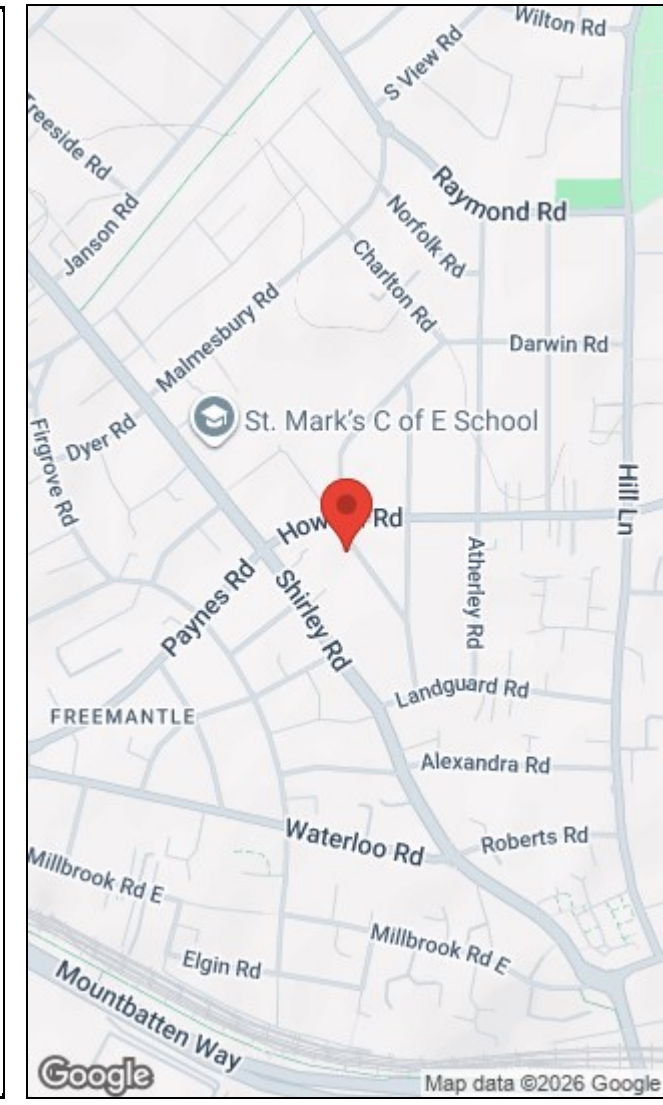 Wilton Rd
S View Rd
Treeside Rd
Raymond Rd
Janson Rd
Norfolk Rd
Charlton Rd
Malmesbury Rd
Darwin Rd
St. Mark's C of E School
Dyer Rd
Firgrove Rd
Hill Ln
Rd
Atherley Rd
Paynes Rd
Shirley Rd
Landguard Rd
FREEMANTLE
Alexandra Rd
Waterloo Rd
Roberts Rd
Millbrook Rd E
Millbrook Rd E
Elgin Rd
Mountbatten Way
Google
Map data ©2026 Google